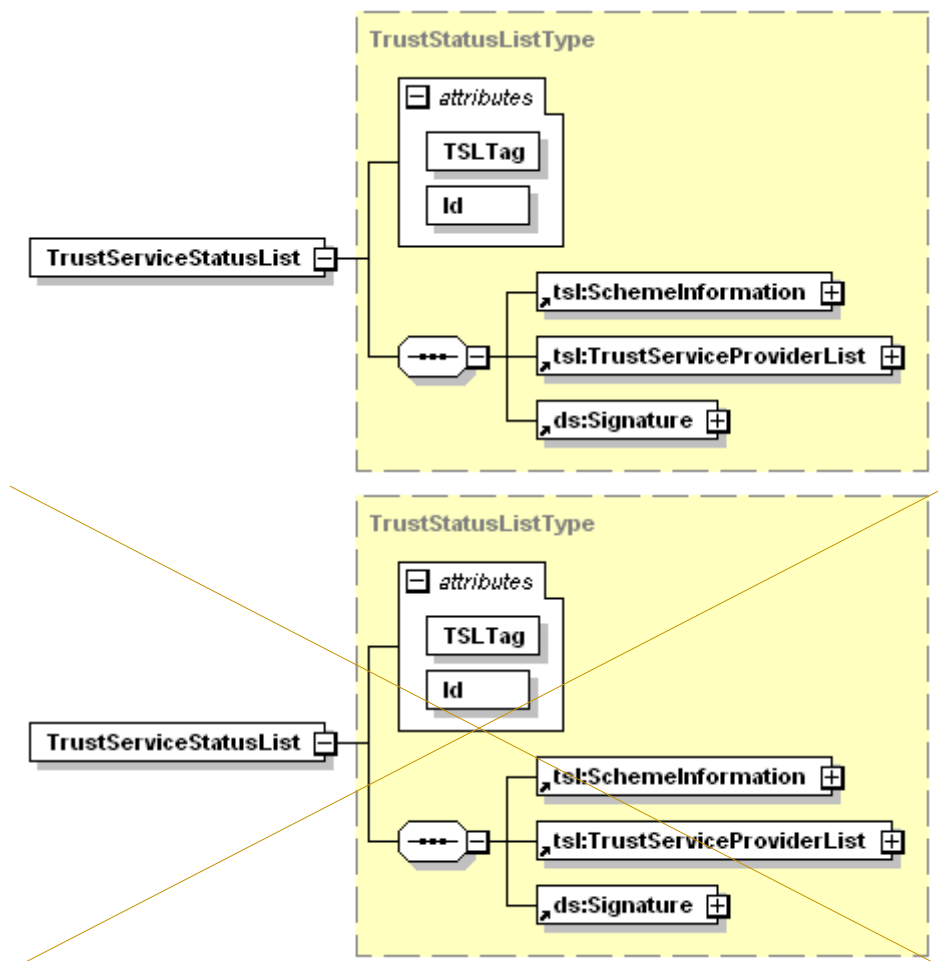 TrustStatusListType
attributes
TSLTag
Id
TrustServiceStatusList
tsl:SchemeInformation
tsl:TrustServiceProviderList
ds:Signature
TrustStatusListType
attributes
TSLTag
Id
TrustServiceStatusList
tsl:SchemeInformation
tsl:TrustServiceProviderList
ds:Signature